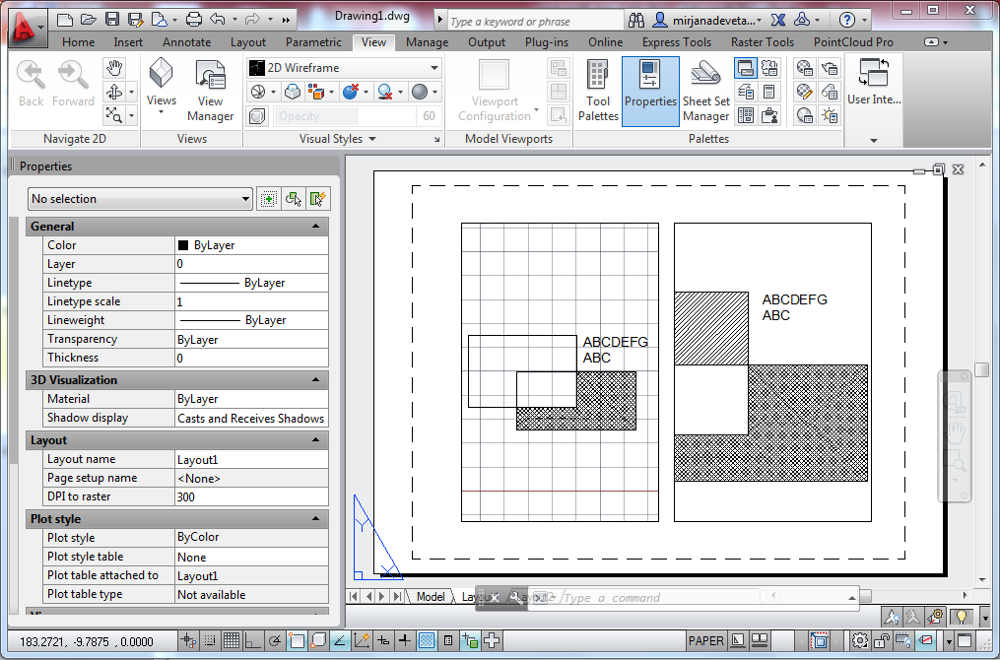 Drawing1.dwg
Type a keyword or phrase
mirjanadeveta...
Home Insert Annotate Layout Parametric View Manage Output Plug-ins Online Express Tools Raster Tools PointCloud Pro
Back Forward
Views
View
Manager
2D Wireframe
Opacity 60
Viewport
Configuration
Tool
Palettes
Properties
Sheet Set
Manager
User Inte...
Navigate 2D Views Visual Styles Model Viewports Palettes
Properties
No selection
General
Color ByLayer
Layer 0
Linetype ByLayer
Linetype scale 1
Lineweight ByLayer
Transparency ByLayer
Thickness 0
3D Visualization
Material ByLayer
Shadow display Casts and Receives Shadows
Layout
Layout name Layout1
Page setup name <None>
DPI to raster 300
Plot style
Plot style ByColor
Plot style table None
Plot table attached to Layout1
Plot table type Not available
ABCDEFG
ABC
ABCDEFG
ABC
Y
X
2D
Model
Type a command
183.2721, -9.7875, 0.0000
PAPER